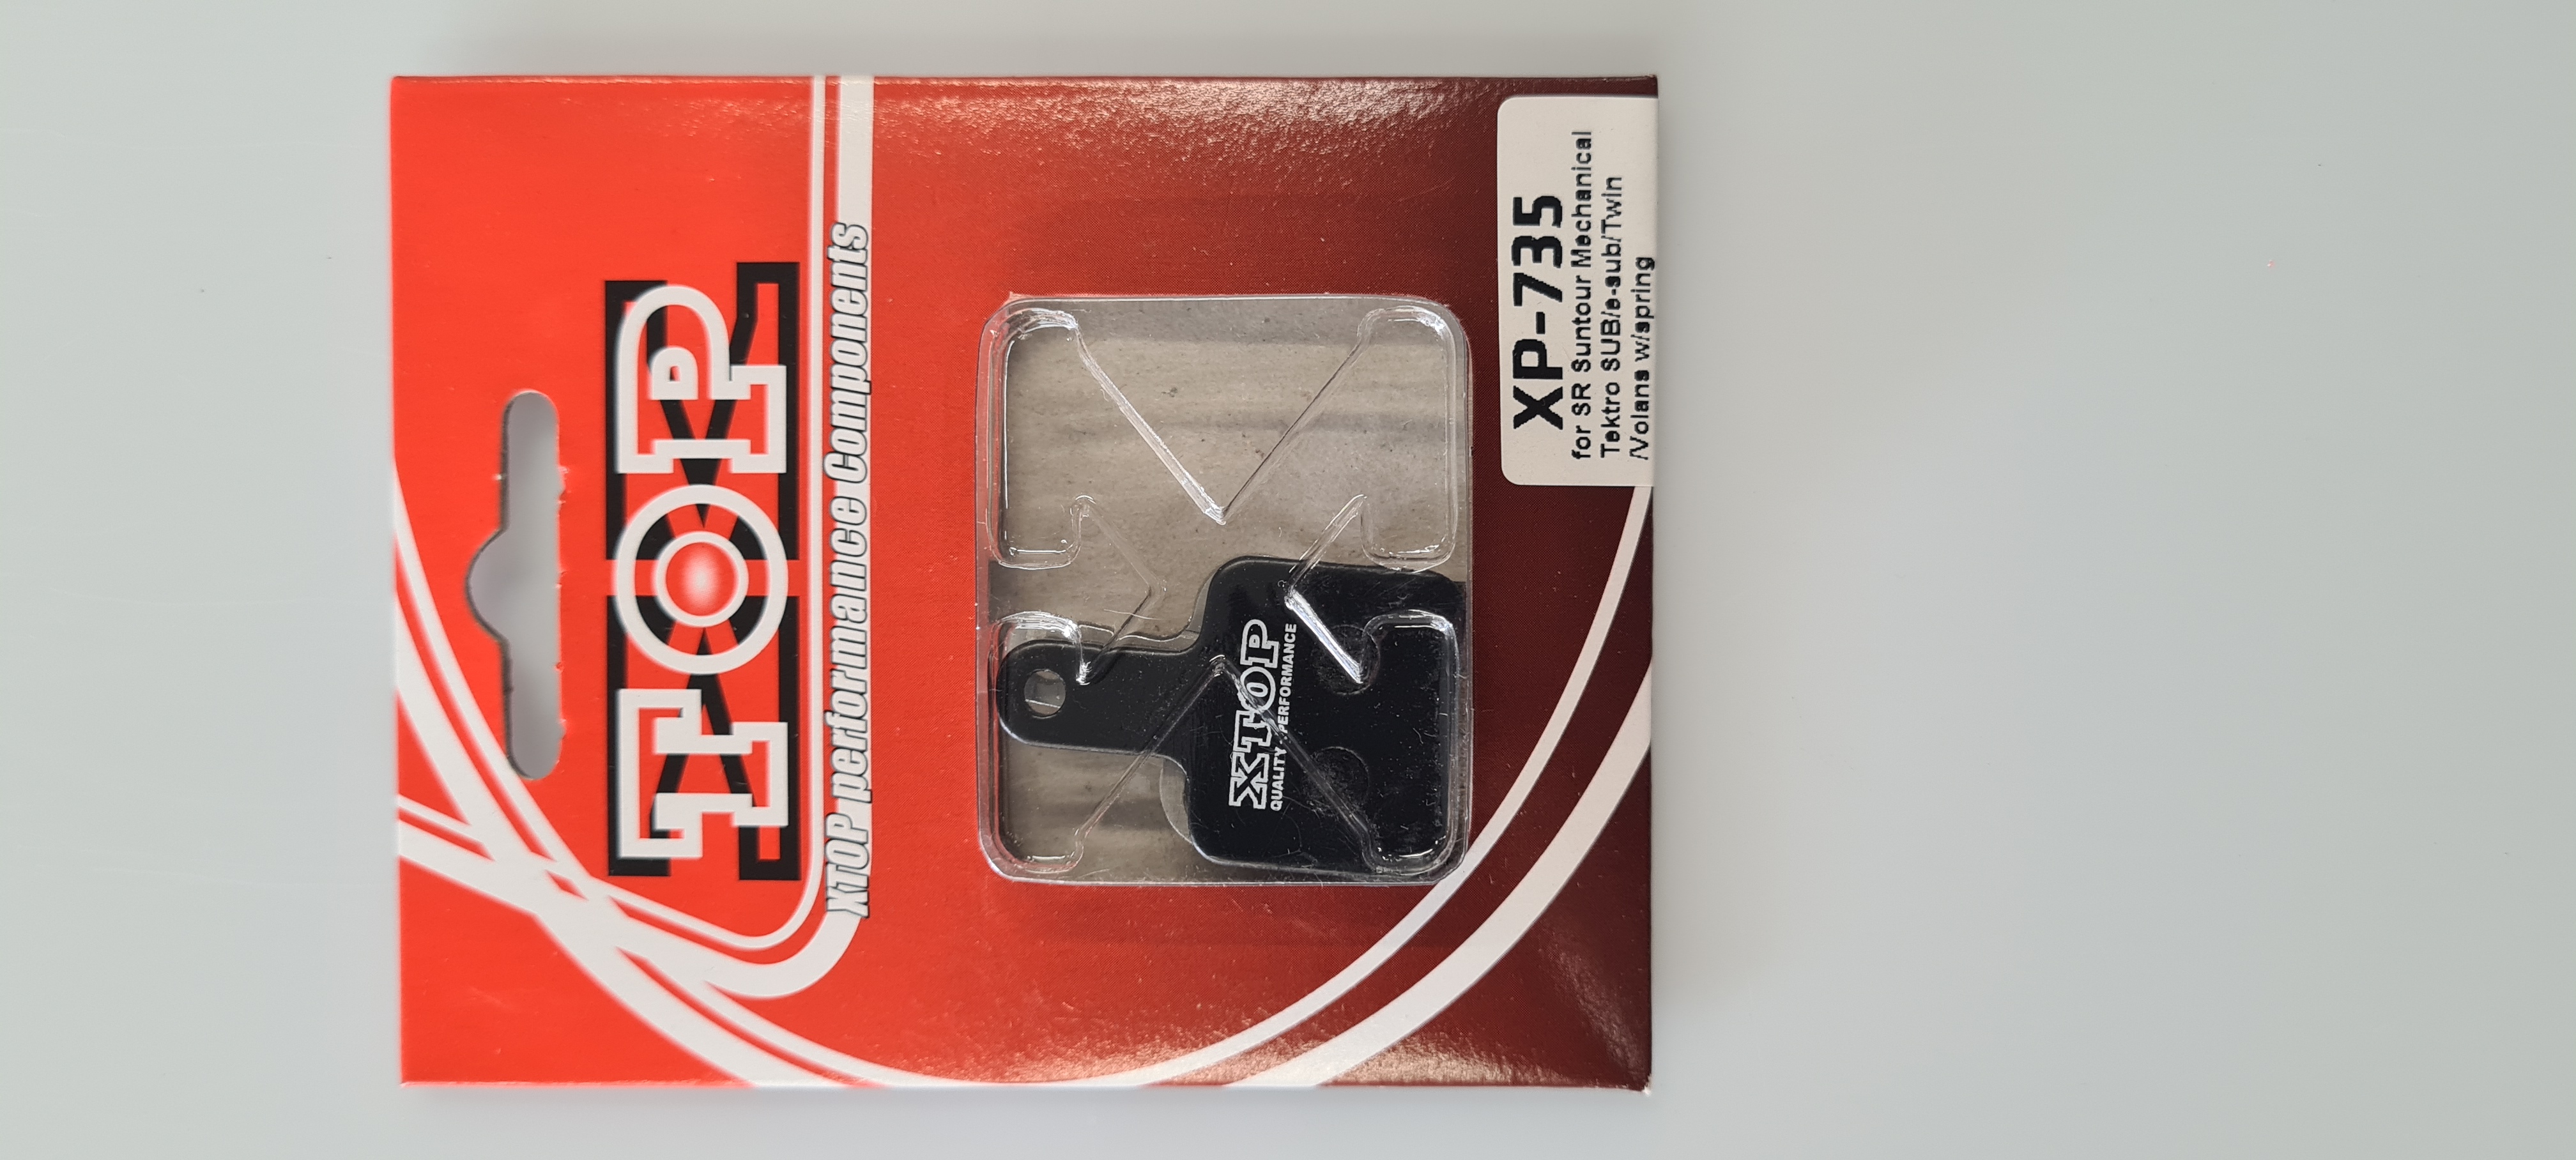 XTOP
XTOP performance Components
XTOP
QUALITY - PERFORMANCE
XP-735
for SR Suntour Mechanical
Tektro SUB/e-sub/Twin
/Volans w/spring